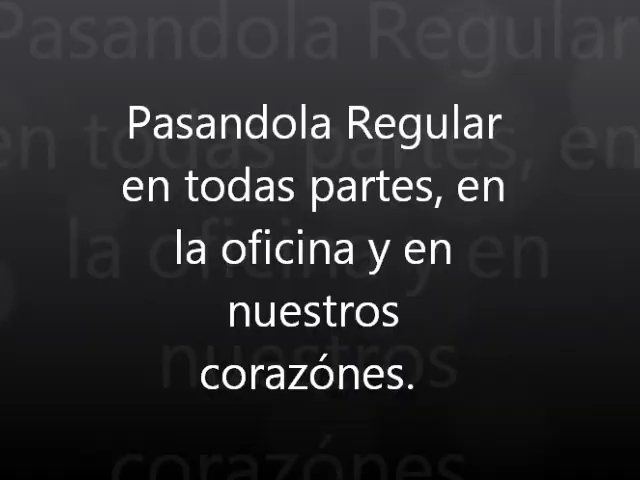 Pasandola Regular
en todas partes, en
la oficina y en
nuestros
corazónes.